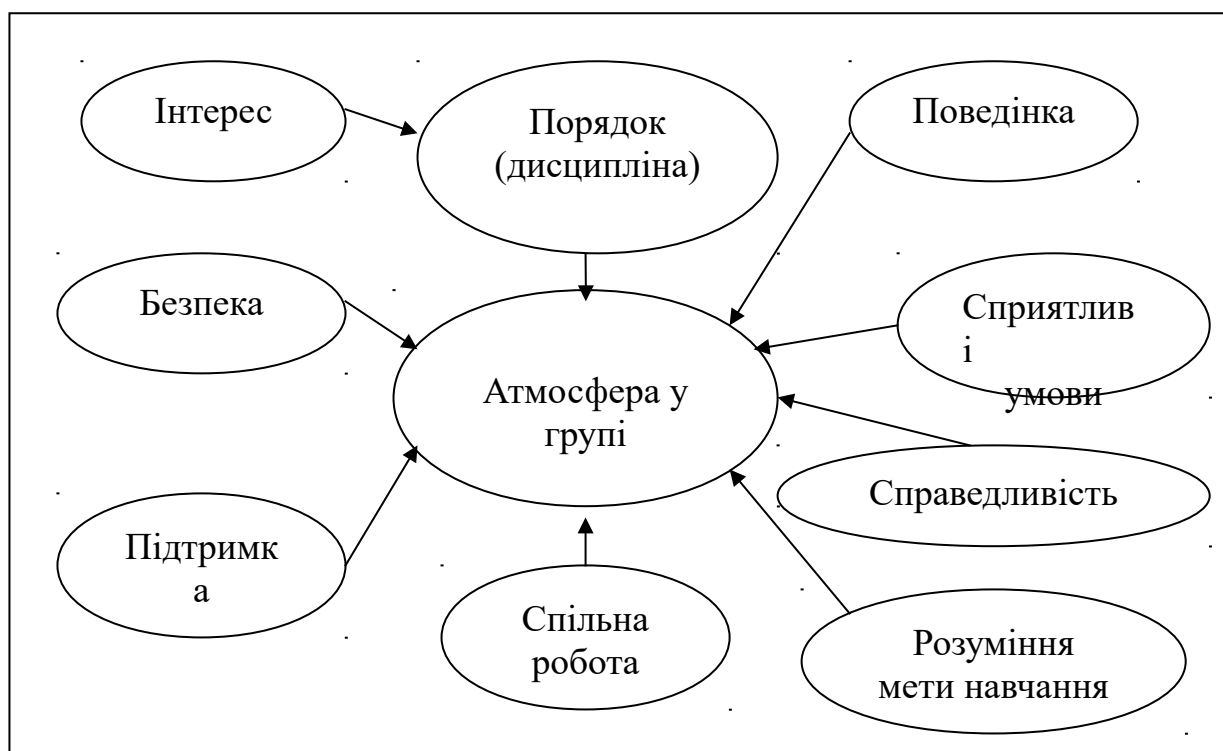 Інтерес
Порядок
(дисципліна)
Поведінка
Безпека
Сприятлив
і
умови
Атмосфера у
групі
Справедливість
Підтримк
а
Спільна
робота
Розуміння
мети навчання